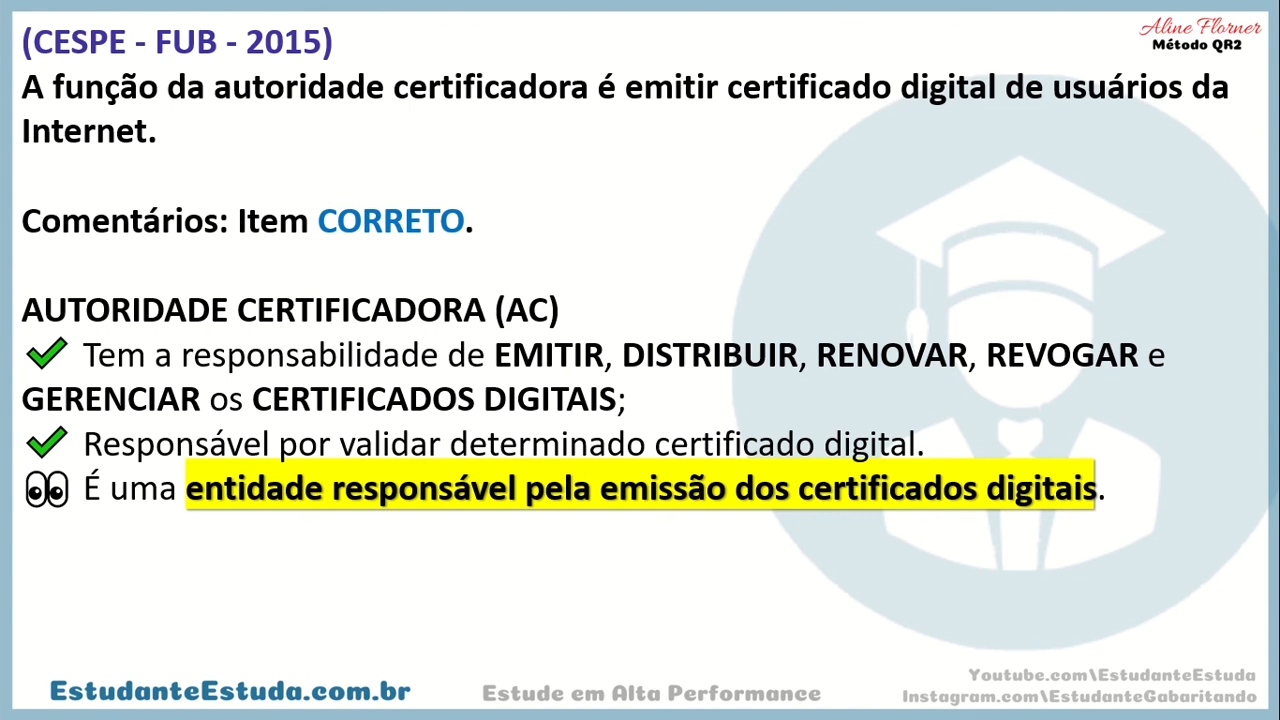 Aline Florner
Método QR2
(CESPE - FUB - 2015)
A função da autoridade certificadora é emitir certificado digital de usuários da
Internet.
Comentários: Item CORRETO.
AUTORIDADE CERTIFICADORA (AC)
Tem a responsabilidade de EMITIR, DISTRIBUIR, RENOVAR, REVOGAR e
GERENCIAR os CERTIFICADOS DIGITAIS;
Responsável por validar determinado certificado digital.
É uma entidade responsável pela emissão dos certificados digitais.
EstudanteEstuda.com.br
Estude em Alta Performance
Youtube.com\EstudanteEstuda
Instagram.com\EstudanteGabaritando